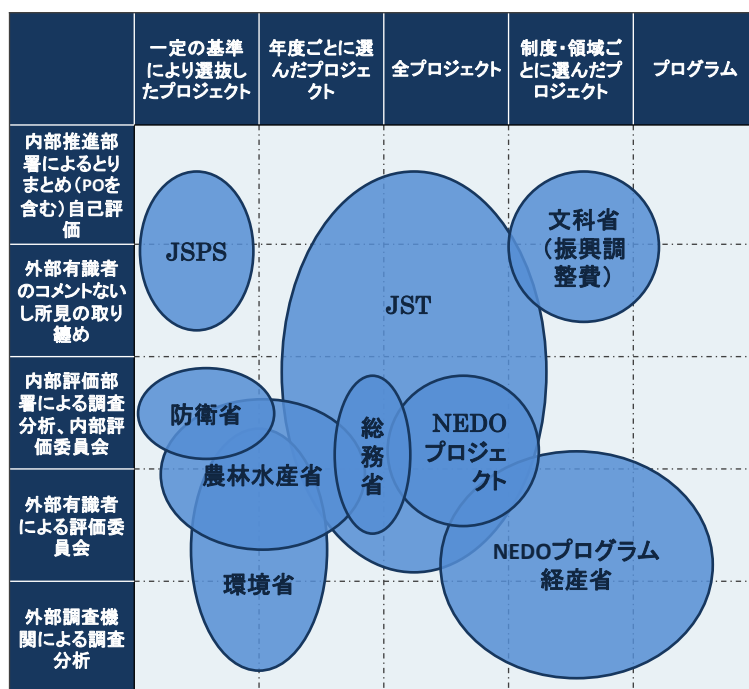 一定の基準
により選抜し
たプロジェクト
年度ごとに選
んだプロジェ
クト
全プロジェクト
制度・領域ご
とに選んだプ
ロジェクト
プログラム
内部推進部
署によるとり
まとめ（POを
含む）自己評
価
外部有識者
のコメントない
し所見の取り
纏め
内部評価部
署による調査
分析、内部評
価委員会
外部有識者
による評価委
員会
外部調査機
関による調査
分析
JSPS
JST
文科省
（振興調
整費）
防衛省
農林水産省
環境省
総
務
省
NEDO
プロジェ
クト
NEDOプログラム
経産省